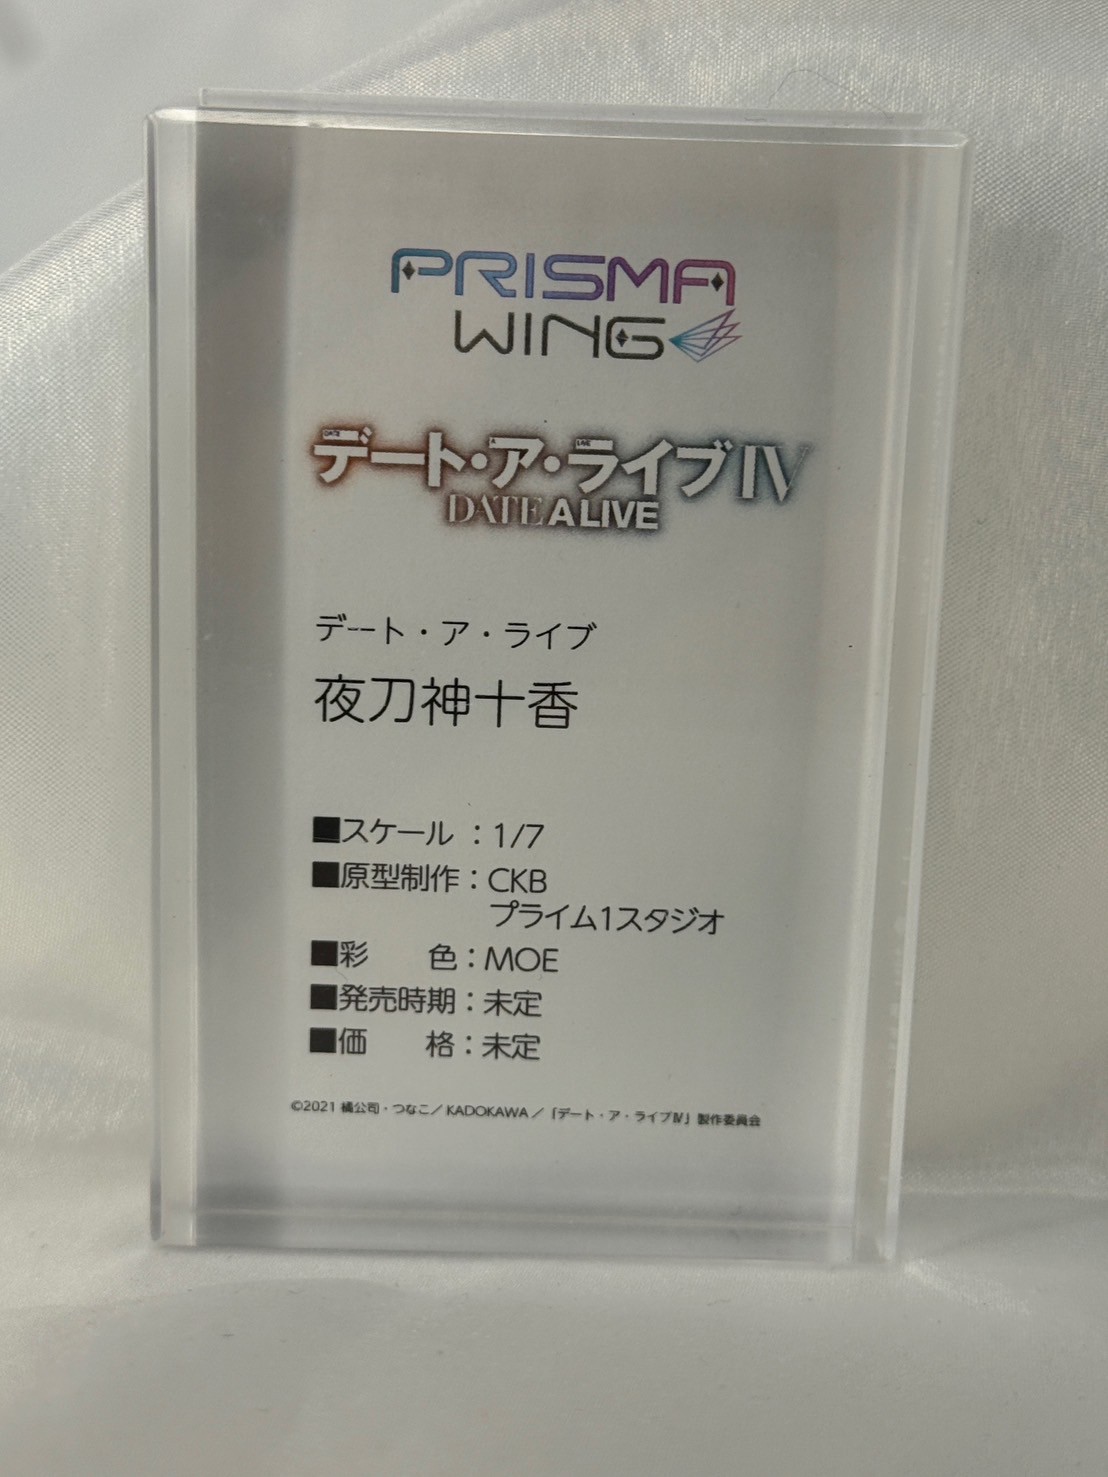 PRISMA
WING
デート・ア・ライブⅣ
DATE A LIVE
デート・ア・ライブ
夜刀神十香
■スケール：1/7
■原型制作：CKB
プライム1スタジオ
■彩　　色：MOE
■発売時期：未定
■価　　格：未定
©2021 橘公司・つなこ／KADOKAWA／「デート・ア・ライブⅣ」製作委員会